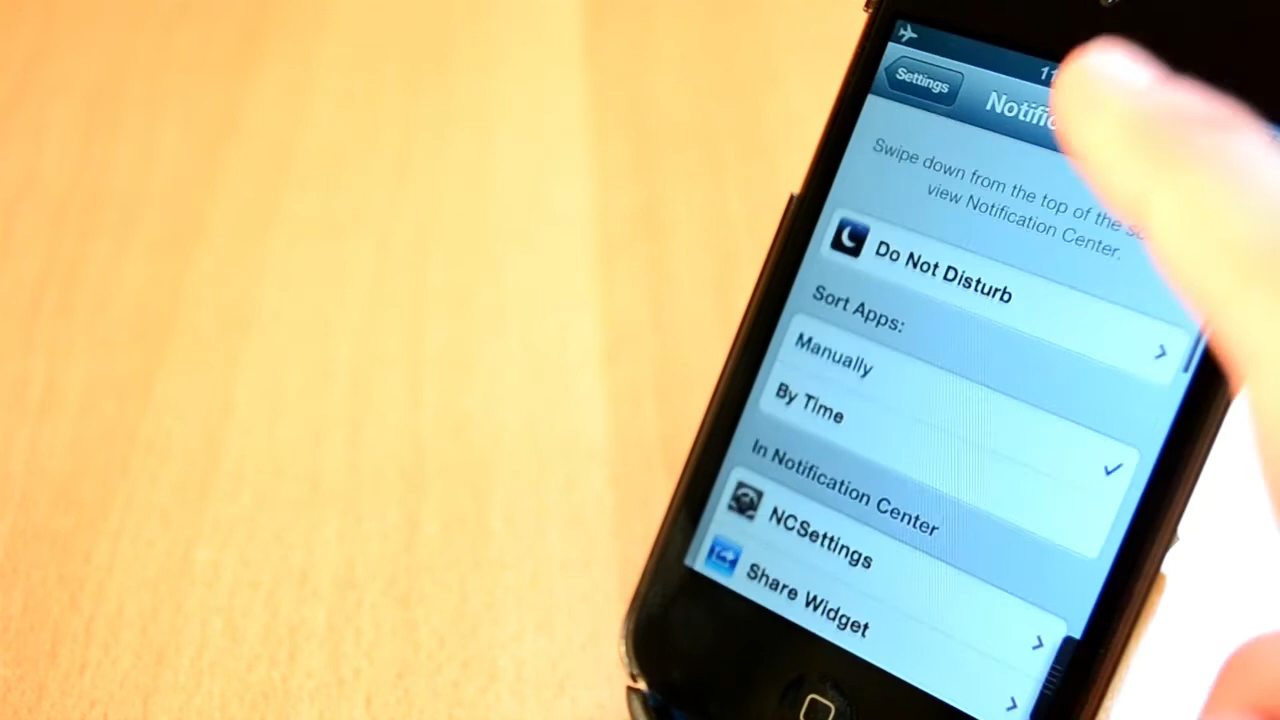 Settings
Swipe down from the top of the
view Notification Center.
Do Not Disturb
Sort Apps:
Manually
By Time
In Notification Center
NCSettings
Share Widget